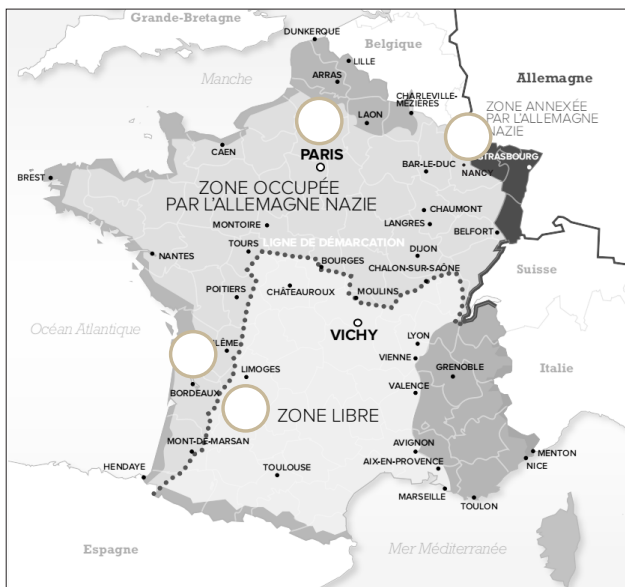 Grande-Bretagne
DUNKERQUE
Belgique
LILLE
Manche
ARRAS
Allemagne
CHARLEVILLE-
MÉZIÈRES
LAON
ZONE ANNEXÉE
PAR L'ALLEMAGNE
NAZIE
CAEN
PARIS
STRASBOURG
BAR-LE-DUC
NANCY
BREST
ZONE OCCUPÉE
PAR L'ALLEMAGNE NAZIE
CHAUMONT
MONTOIRE
LANGRES
BELFORT
LIGNE DE DÉMARCATION
TOURS
DIJON
NANTES
BOURGES
CHALON-SUR-SAÔNE
Suisse
POITIERS
CHÂTEAUROUX
MOULINS
VICHY
Océan Atlantique
LYON
VIENNE
Italie
LIMOGES
GRENOBLE
BORDEAUX
VALENCE
ZONE LIBRE
MONT-DE-MARSAN
AVIGNON
MENTON
HENDAYE
TOULOUSE
AIX-EN-PROVENCE
NICE
MARSEILLE
TOULON
Espagne
Mer Méditerranée